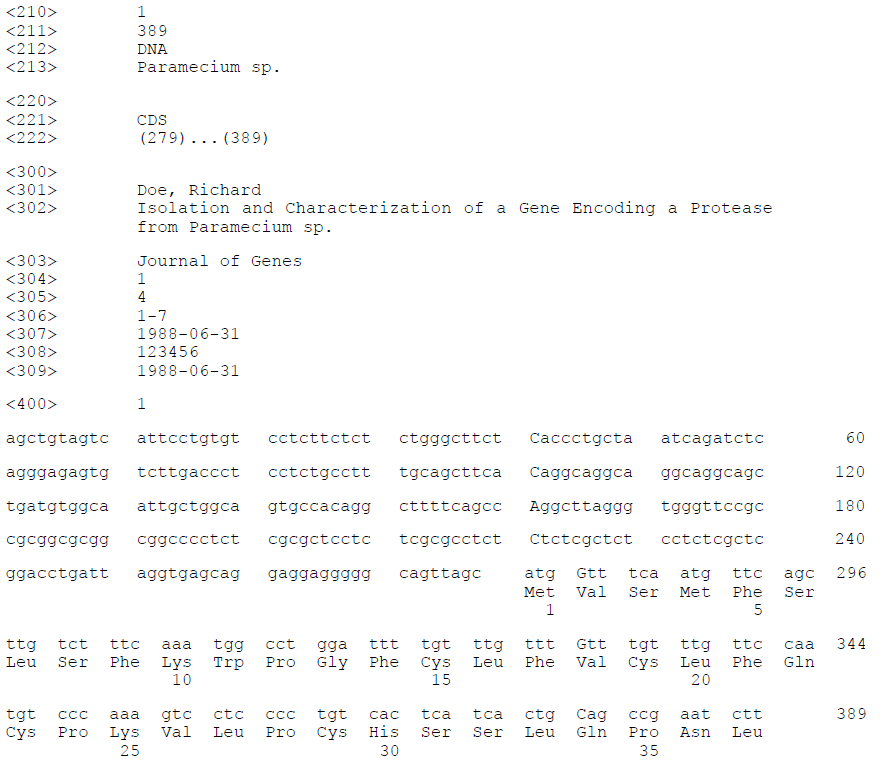 <210> 1
<211> 389
<212> DNA
<213> Paramecium sp.
<220>
<221> CDS
<222> (279)...(389)
<300>
<301> Doe, Richard
<302> Isolation and Characterization of a Gene Encoding a Protease
from Paramecium sp.
<303> Journal of Genes
<304> 1
<305> 4
<306> 1-7
<307> 1988-06-31
<308> 123456
<309> 1988-06-31
<400> 1
agctgtagtc attcctgtgt cctcttctct ctgggcttct Caccctgcta atcagatctc 60
agggagagtg tcttgaccct cctctgcctt tgcagcttca Caggcaggca ggcaggcagc 120
tgatgtggca attgctggca gtgccacagg cttttcagcc Aggcttaggg tgggttccgc 180
cgcggcgcgg cggcccctct cgcgctcctc tcgcgcctct Ctctcgctct cctctcgctc 240
ggacctgatt aggtgagcag gaggaggggg cagttagc atg Gtt tca atg ttc agc 296
Met Val Ser Met Phe Ser
1 5
ttg tct ttc aaa tgg cct gga ttt tgt ttg ttt Gtt tgt ttg ttc caa 344
Leu Ser Phe Lys Trp Pro Gly Phe Cys Leu Phe Val Cys Leu Phe Gln
10 15 20
tgt ccc aaa gtc ctc ccc tgt cac tca tca ctg Cag ccg aat ctt 389
Cys Pro Lys Val Leu Pro Cys His Ser Ser Leu Gln Pro Asn Leu
25 30 35